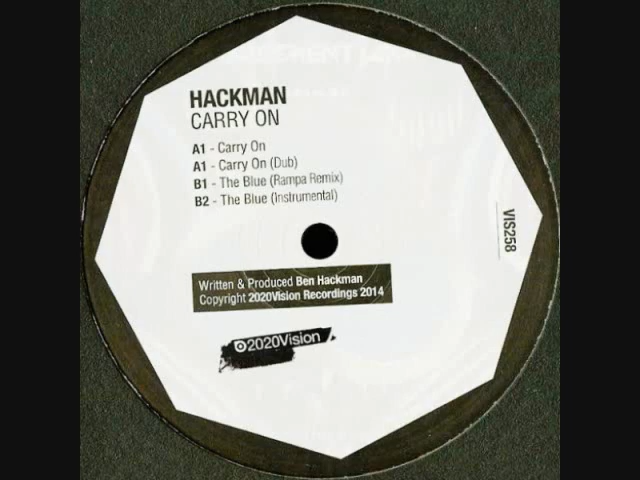 HACKMAN
CARRY ON
A1 - Carry On
A1 - Carry On (Dub)
B1 - The Blue (Rampa Remix)
B2 - The Blue (Instrumental)
VIS258
Written & Produced Ben Hackman
Copyright 2020Vision Recordings 2014
2020Vision